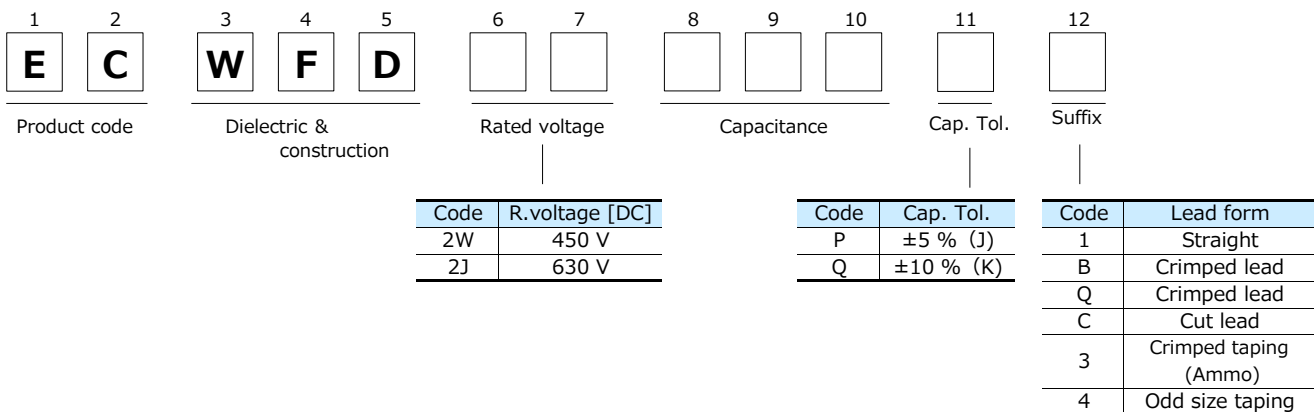 1 2 3 4 5 6 7 8 9 10 11 12
E C W F D
Product code Dielectric & construction Rated voltage Capacitance Cap. Tol. Suffix
Code R.voltage [DC]
2W 450 V
2J 630 V
Code Cap. Tol.
P ±5 % (J)
Q ±10 % (K)
Code Lead form
1 Straight
B Crimped lead
Q Crimped lead
C Cut lead
3 Crimped taping
(Ammo)
4 Odd size taping